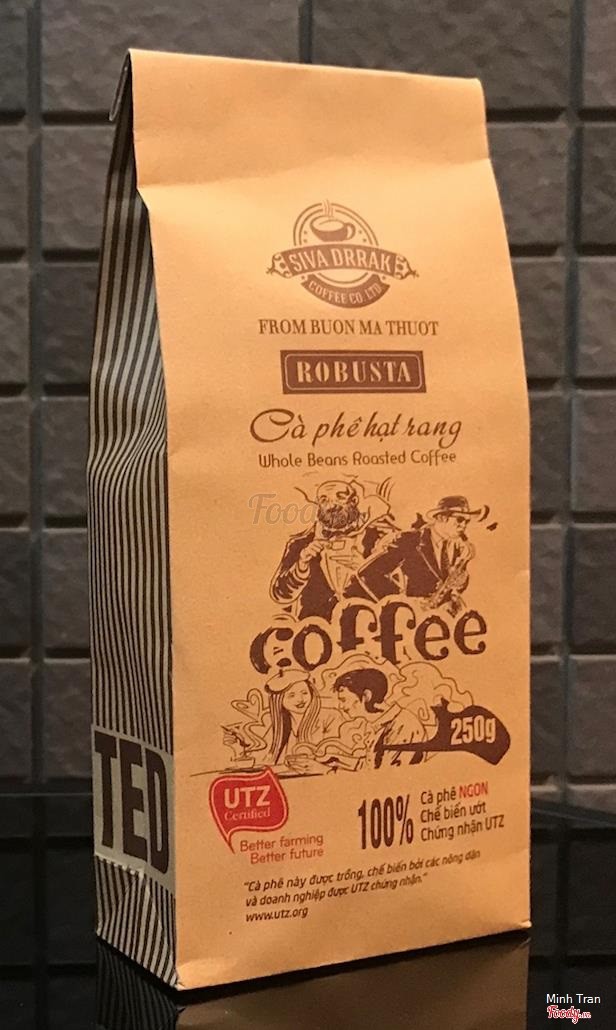 SIVA DRRAK
COFFEE CO.LTD
FROM BUON MA THUOT
ROBUSTA
Cà phê hạt rang
Whole Beans Roasted Coffee
Foody
coffee
250g
TED
UTZ
Certified
Better farming
Better future
100%
Cà phê NGON
Chế biến ướt
Chứng nhận UTZ
"Cà phê này được trồng, chế biến bởi các nông dân
và doanh nghiệp được UTZ chứng nhận."
www.utz.org
Minh Tran
Foody.vn